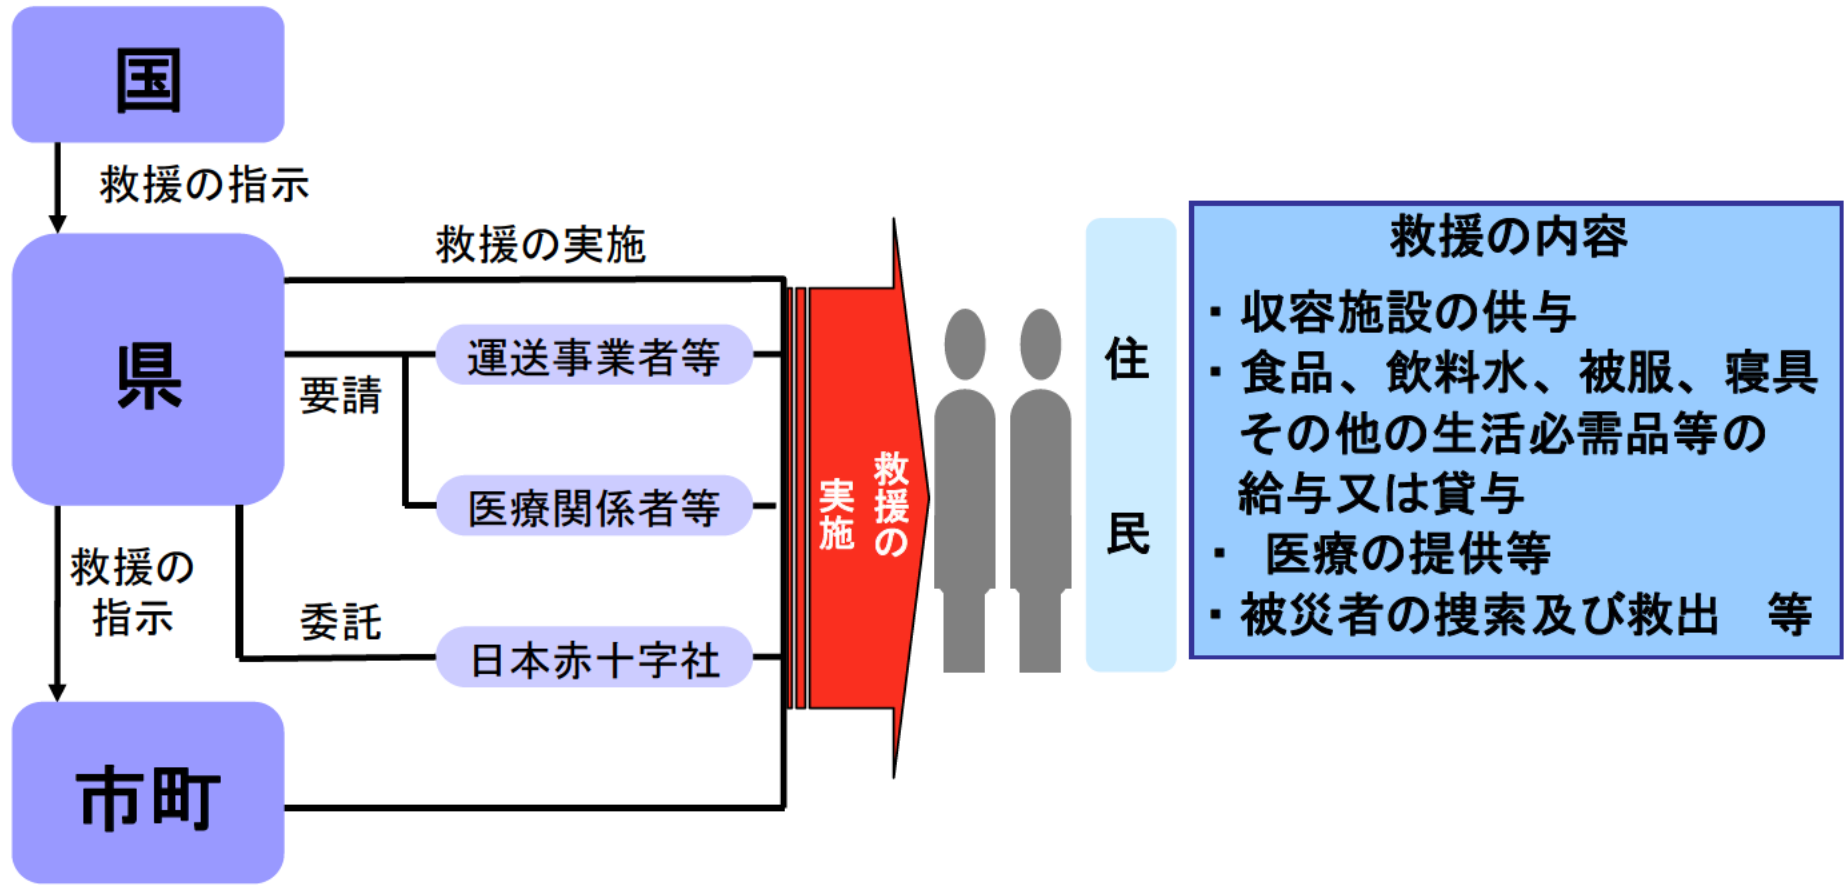 国
救援の指示
県
救援の実施
運送事業者等
要請
医療関係者等
救援の
指示
委託
日本赤十字社
市町
救援の
実施
住民
救援の内容
・収容施設の供与
・食品、飲料水、被服、寝具
その他の生活必需品等の
給与又は貸与
・ 医療の提供等
・被災者の捜索及び救出　等